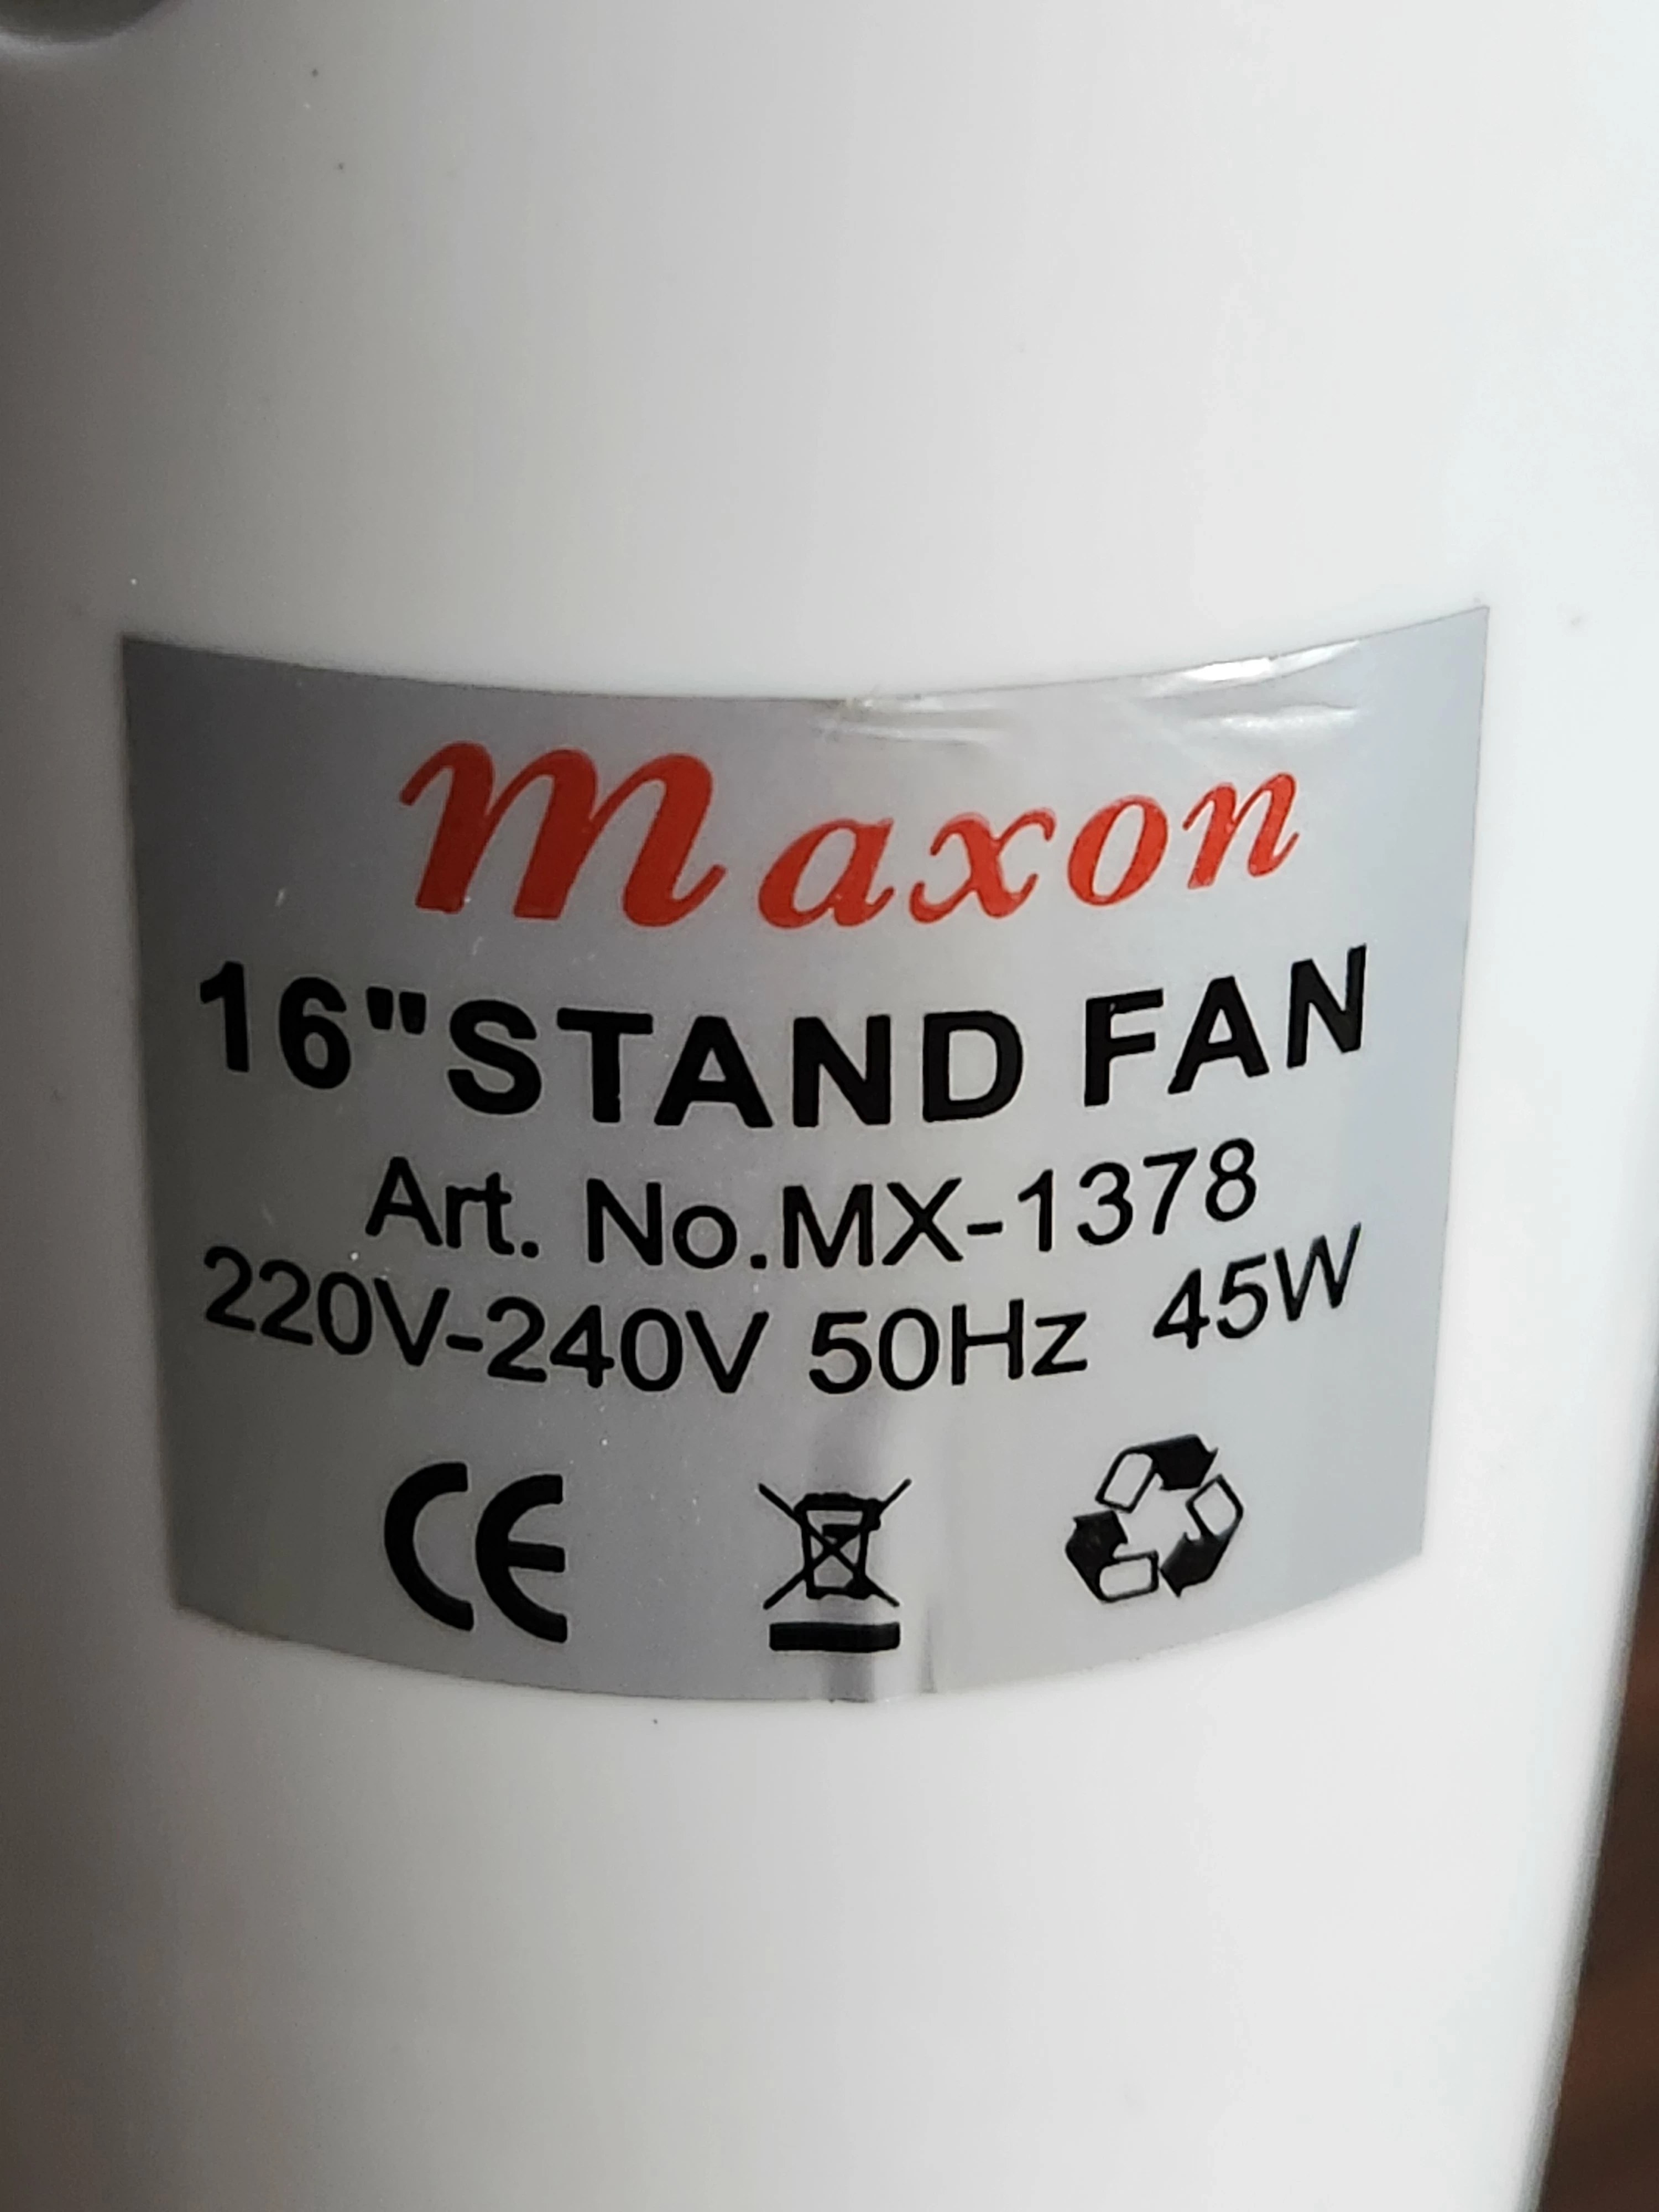 maxon
16"STAND FAN
Art. No.MX-1378
220V-240V 50Hz 45W
CE